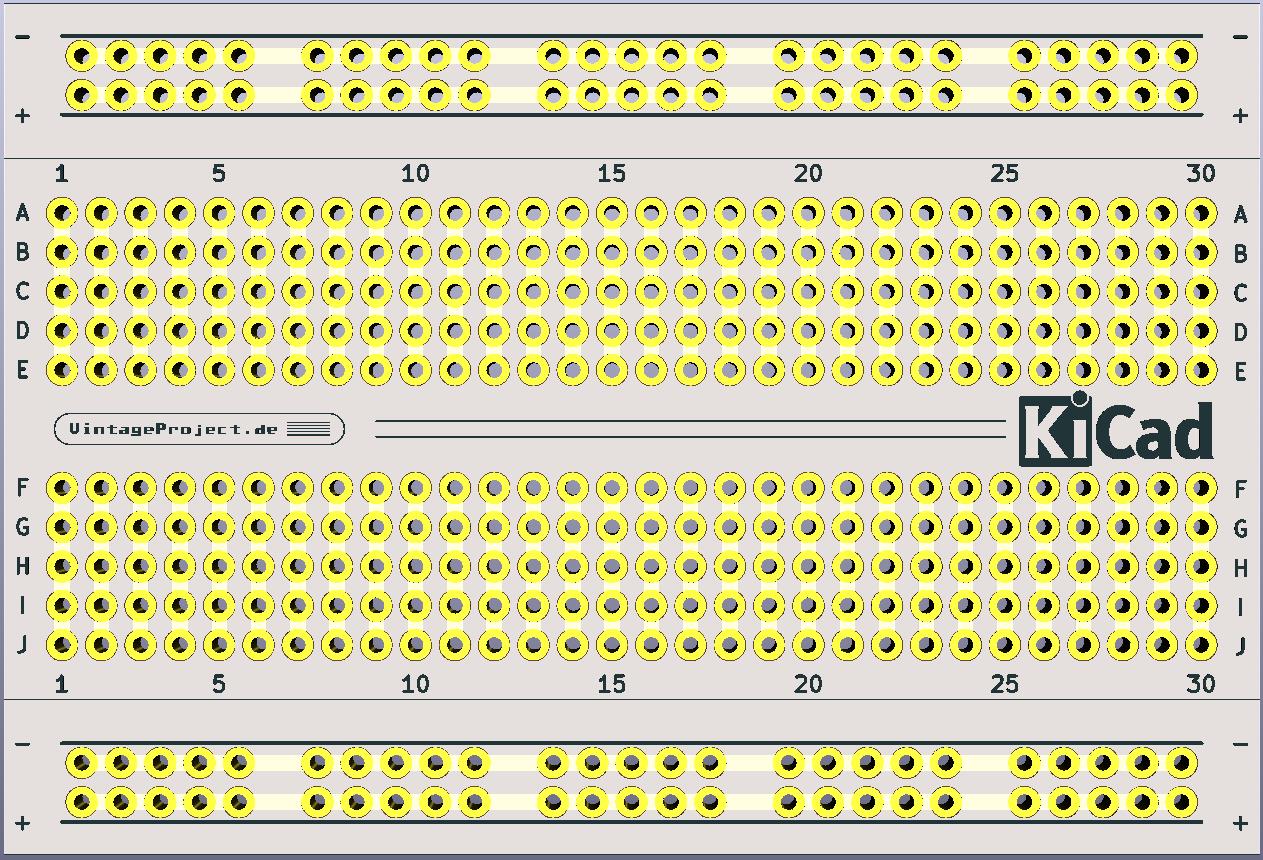 − −
+ +
1 5 10 15 20 25 30
A A
B B
C C
D D
E E
VintageProject.de KiCad
F F
G G
H H
I I
J J
1 5 10 15 20 25 30
− −
+ +